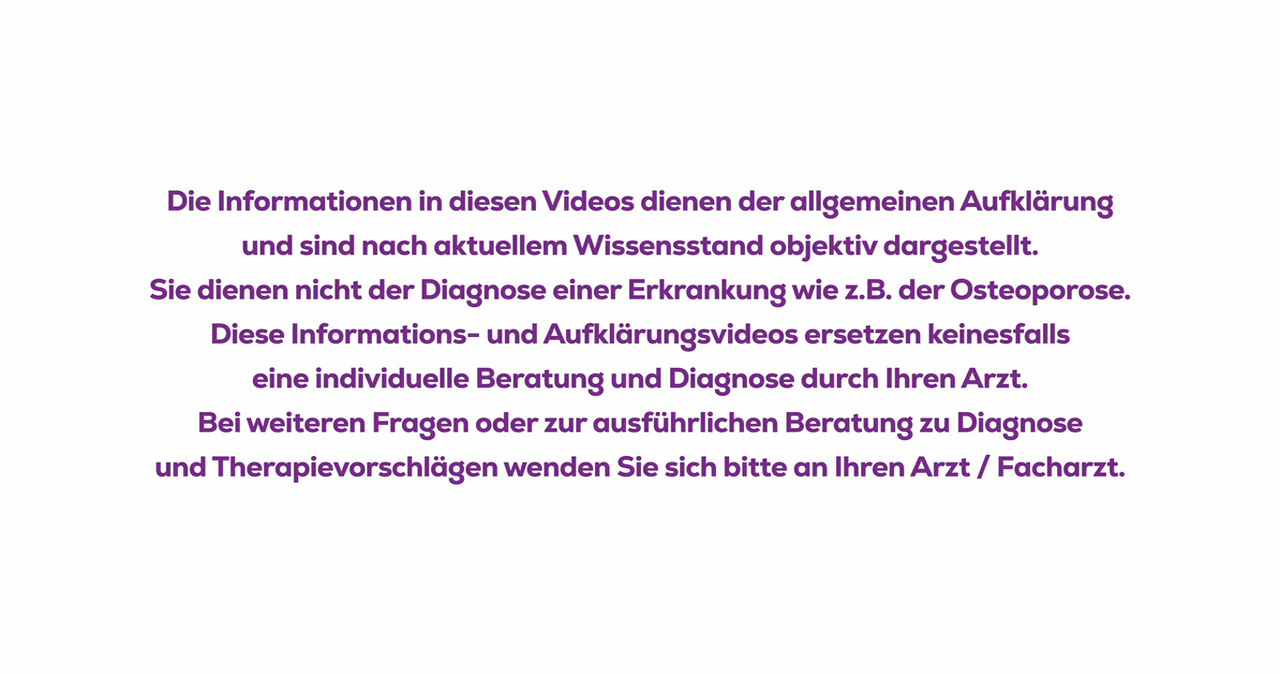 Die Informationen in diesen Videos dienen der allgemeinen Aufklärung
und sind nach aktuellem Wissensstand objektiv dargestellt.
Sie dienen nicht der Diagnose einer Erkrankung wie z.B. der Osteoporose.
Diese Informations- und Aufklärungsvideos ersetzen keinesfalls
eine individuelle Beratung und Diagnose durch Ihren Arzt.
Bei weiteren Fragen oder zur ausführlichen Beratung zu Diagnose
und Therapievorschlägen wenden Sie sich bitte an Ihren Arzt / Facharzt.